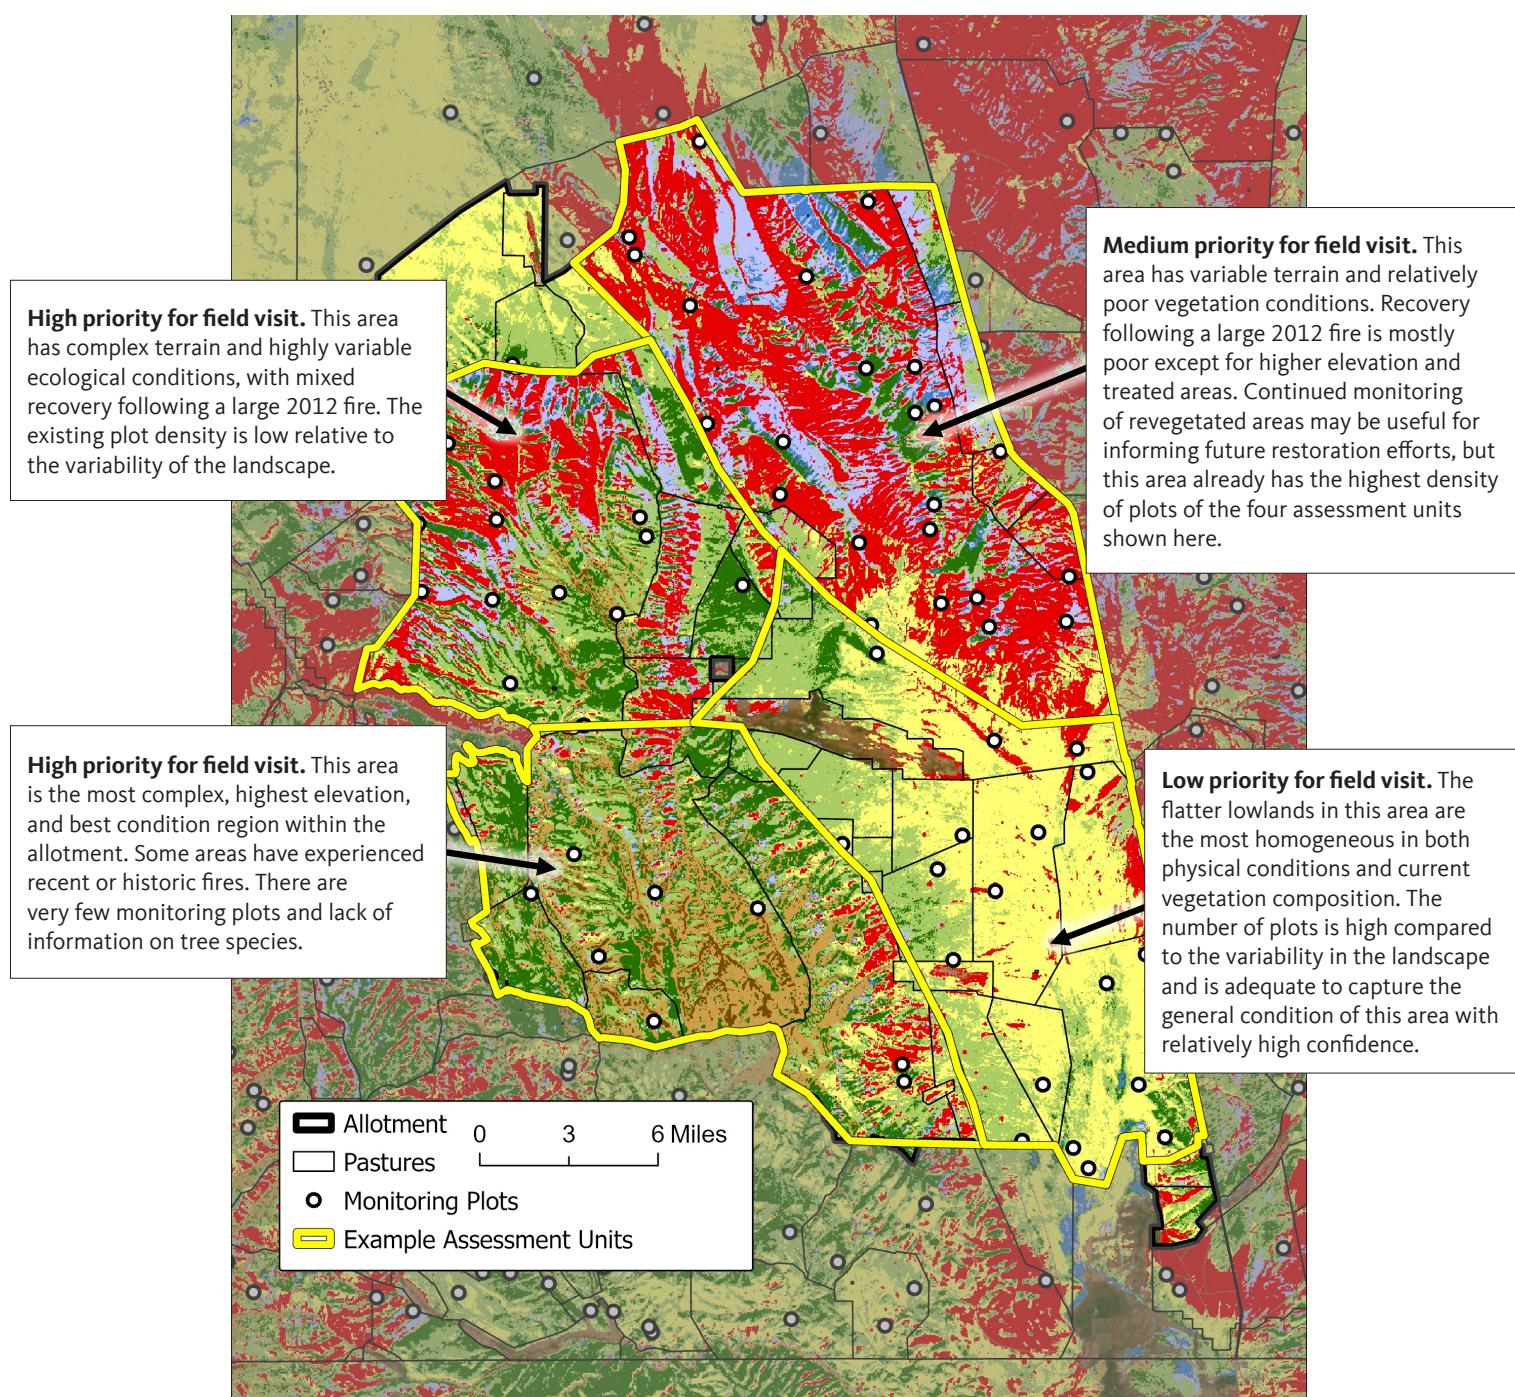 High priority for field visit. This area
has complex terrain and highly variable
ecological conditions, with mixed
recovery following a large 2012 fire. The
existing plot density is low relative to
the variability of the landscape.
Medium priority for field visit. This
area has variable terrain and relatively
poor vegetation conditions. Recovery
following a large 2012 fire is mostly
poor except for higher elevation and
treated areas. Continued monitoring
of revegetated areas may be useful for
informing future restoration efforts, but
this area already has the highest density
of plots of the four assessment units
shown here.
High priority for field visit. This area
is the most complex, highest elevation,
and best condition region within the
allotment. Some areas have experienced
recent or historic fires. There are
very few monitoring plots and lack of
information on tree species.
Low priority for field visit. The
flatter lowlands in this area are
the most homogeneous in both
physical conditions and current
vegetation composition. The
number of plots is high compared
to the variability in the landscape
and is adequate to capture the
general condition of this area with
relatively high confidence.
Allotment
Pastures
Monitoring Plots
Example Assessment Units
0 3 6 Miles